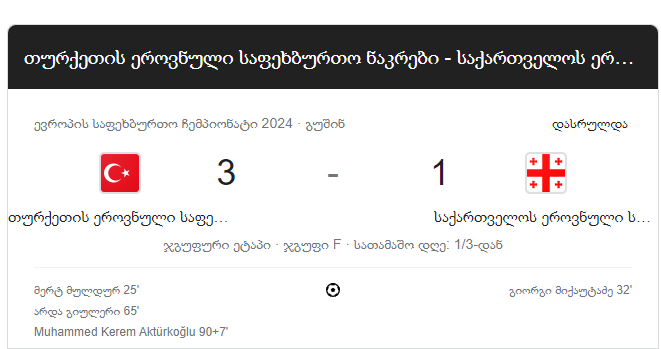 თურქეთის ეროვნული საფეხბურთო ნაკრები - საქართველოს ერ...
ევროპის საფეხბურთო ჩემპიონატი 2024 · გუშინ დასრულდა
3 - 1
თურქეთის ეროვნული საფე... საქართველოს ეროვნული ს...
ჯგუფური ეტაპი · ჯგუფი F · სათამაშო დღე: 1/3-დან
მერტ მულდურ 25' გიორგი მიქაუტაძე 32'
არდა გიულერი 65'
Muhammed Kerem Aktürkoğlu 90+7'